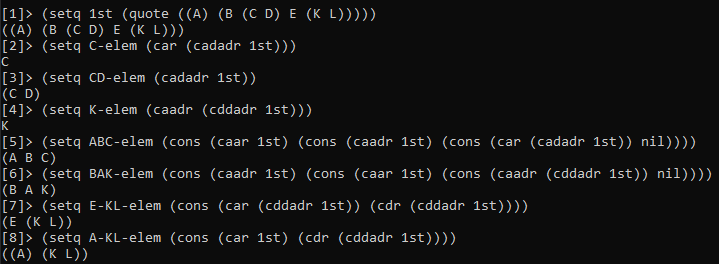 [1]> (setq 1st (quote ((A) (B (C D) E (K L)))))
((A) (B (C D) E (K L)))
[2]> (setq C-elem (car (cadadr 1st)))
C
[3]> (setq CD-elem (cadadr 1st))
(C D)
[4]> (setq K-elem (caadr (cddadr 1st)))
K
[5]> (setq ABC-elem (cons (caar 1st) (cons (caadr 1st) (cons (car (cadadr 1st)) nil))))
(A B C)
[6]> (setq BAK-elem (cons (caadr 1st) (cons (caar 1st) (cons (caadr (cddadr 1st)) nil))))
(B A K)
[7]> (setq E-KL-elem (cons (car (cddadr 1st)) (cdr (cddadr 1st))))
(E (K L))
[8]> (setq A-KL-elem (cons (car 1st) (cdr (cddadr 1st))))
((A) (K L))